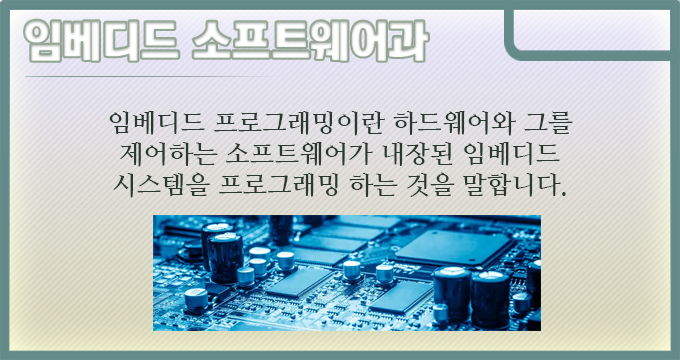 임베디드 소프트웨어과
임베디드 프로그래밍이란 하드웨어와 그를
제어하는 소프트웨어가 내장된 임베디드
시스템을 프로그래밍 하는 것을 말합니다.